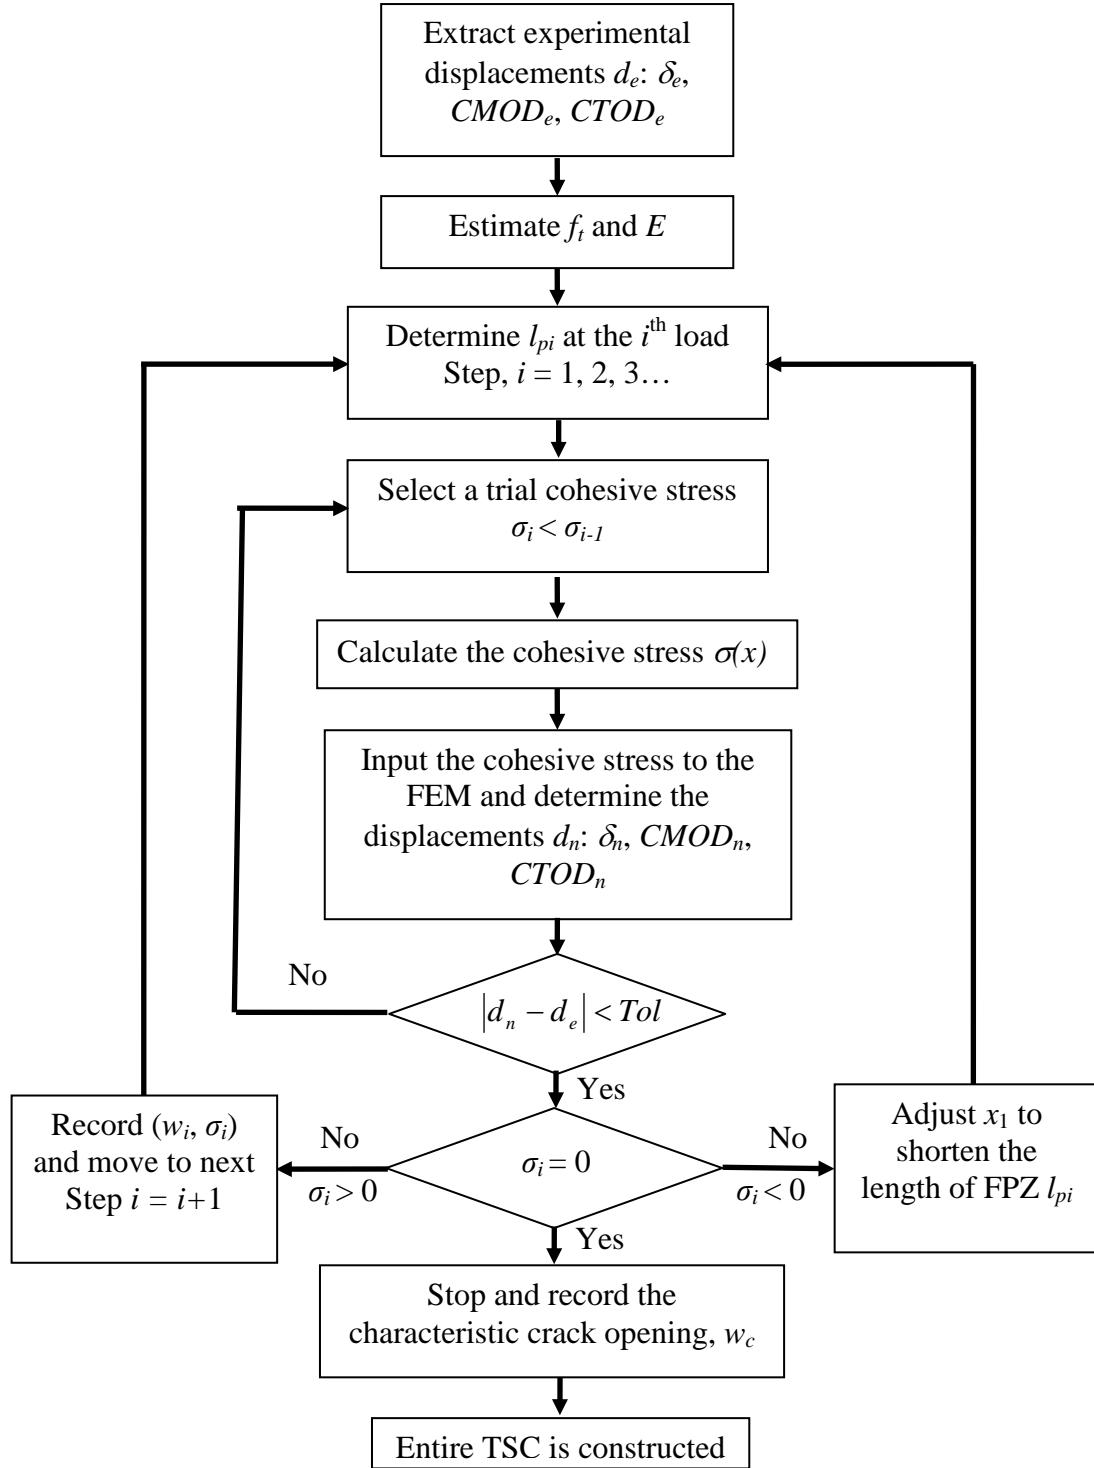 Extract experimental
displacements d_e: δ_e,
CMOD_e, CTOD_e
Estimate f_t and E
Determine l_pi at the i^th load
Step, i = 1, 2, 3…
Select a trial cohesive stress
σ_i < σ_i-1
Calculate the cohesive stress σ(x)
Input the cohesive stress to the
FEM and determine the
displacements d_n: δ_n, CMOD_n,
CTOD_n
No
|d_n − d_e| < Tol
Yes
Record (w_i, σ_i)
and move to next
Step i = i+1
No
σ_i > 0
σ_i = 0
No
σ_i < 0
Adjust x_1 to
shorten the
length of FPZ l_pi
Yes
Stop and record the
characteristic crack opening, w_c
Entire TSC is constructed